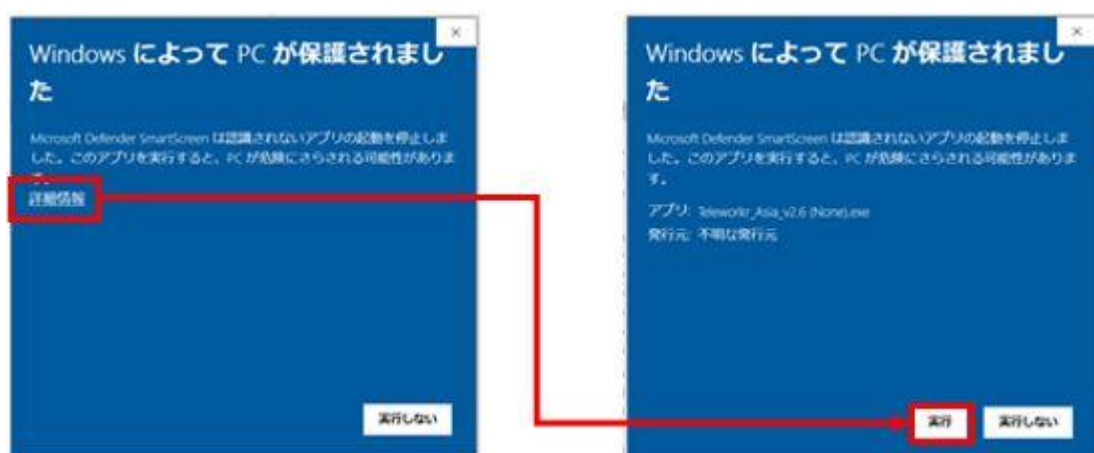 Windows によって PC が保護されまし
た
Microsoft Defender SmartScreen は認識されないアプリの起動を停止しま
した。このアプリを実行すると、PC が危険にさらされる可能性がありま
す。
詳細情報
実行しない
Windows によって PC が保護されまし
た
Microsoft Defender SmartScreen は認識されないアプリの起動を停止しま
した。このアプリを実行すると、PC が危険にさらされる可能性がありま
す。
アプリ: Teleworkr_Asia_v2.6 (None).exe
発行元: 不明な発行元
実行
実行しない